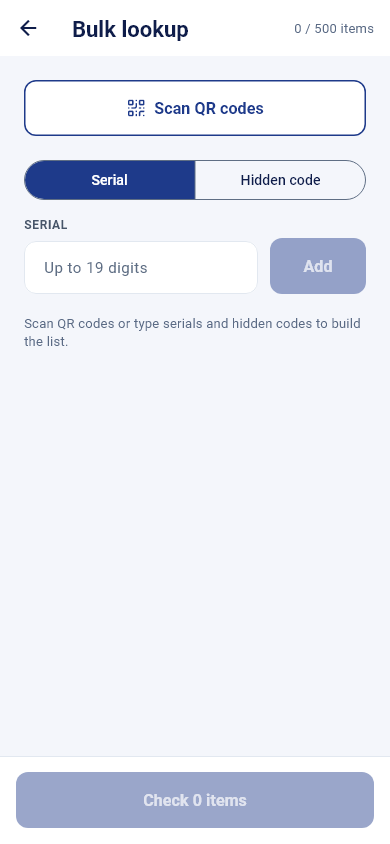 Bulk lookup
0 / 500 items
Scan QR codes
Serial
Hidden code
SERIAL
Up to 19 digits
Add
Scan QR codes or type serials and hidden codes to build
the list.
Check 0 items